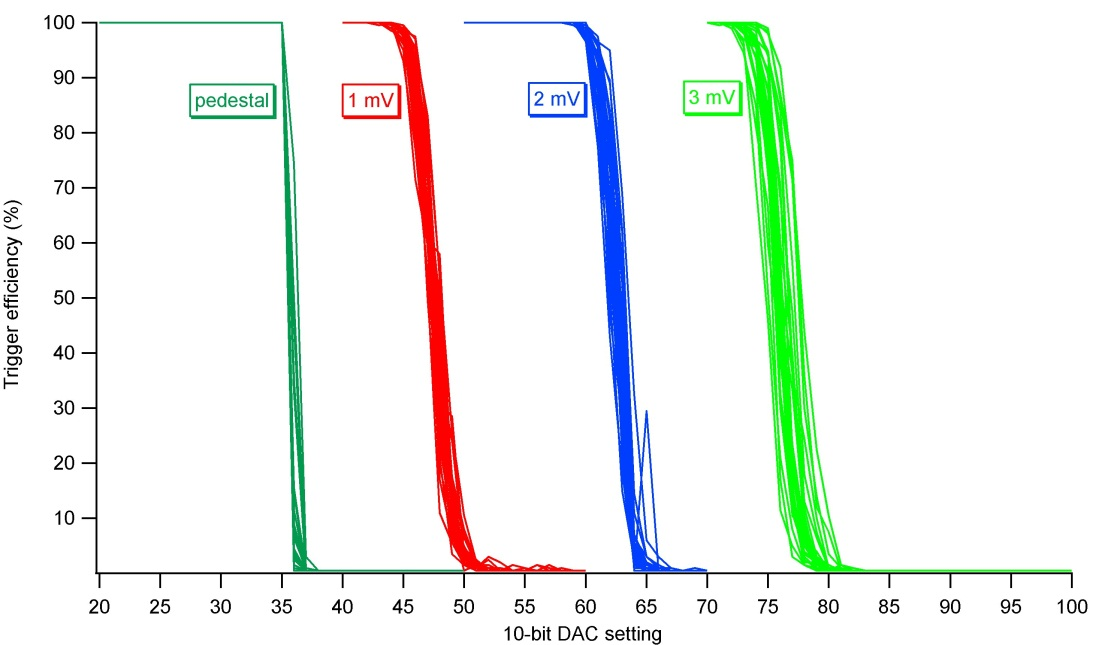 100
90
80
70
60
50
40
30
20
10
Trigger efficiency (%)
pedestal
1 mV
2 mV
3 mV
20 25 30 35 40 45 50 55 60 65 70 75 80 85 90 95 100
10-bit DAC setting